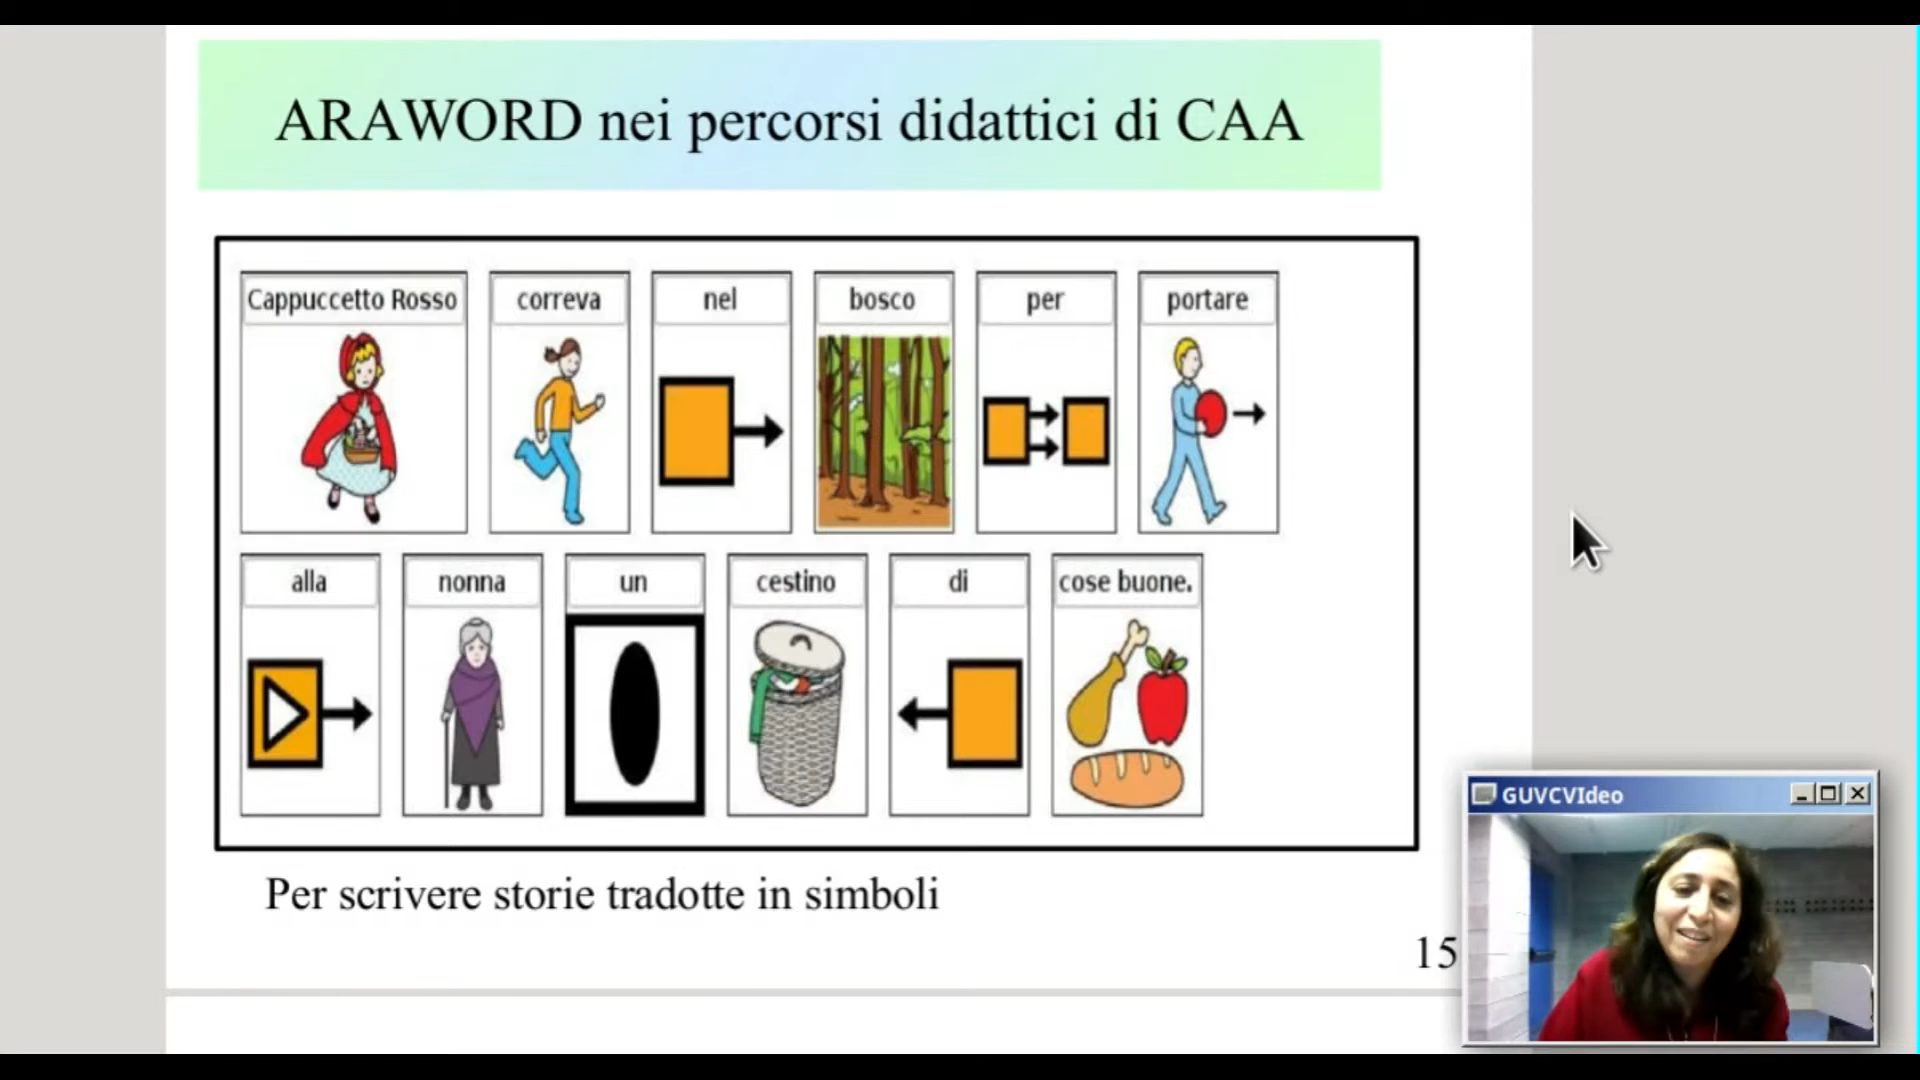 ARAWORD nei percorsi didattici di CAA
Cappuccetto Rosso correva nel bosco per portare
alla nonna un cestino di cose buone.
Per scrivere storie tradotte in simboli
15
GUVCVIdeo